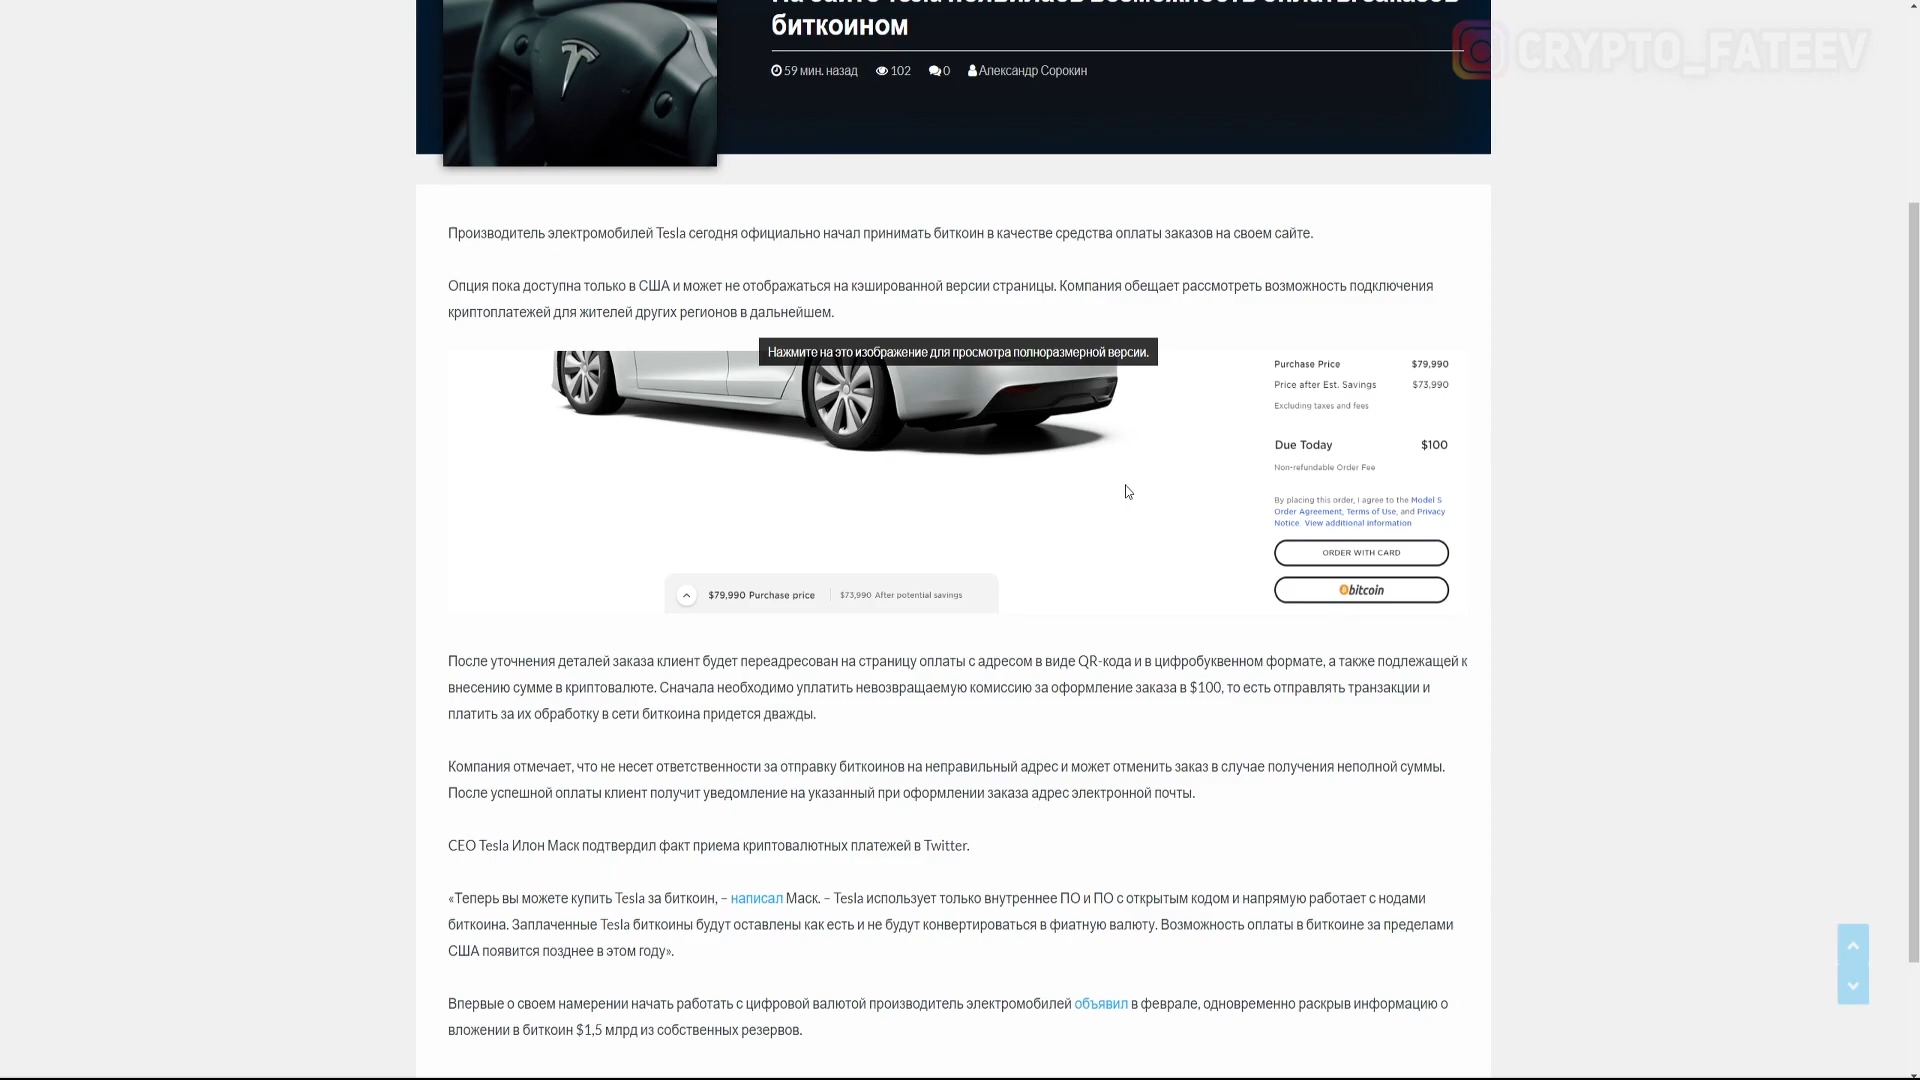 На сайте Tesla появилась возможность оплаты заказов
биткоином
CRYPTO_FATEEV
59 мин. назад 102 0 Александр Сорокин
Производитель электромобилей Tesla сегодня официально начал принимать биткоин в качестве средства оплаты заказов на своем сайте.
Опция пока доступна только в США и может не отображаться на кэшированной версии страницы. Компания обещает рассмотреть возможность подключения
криптоплатежей для жителей других регионов в дальнейшем.
Нажмите на это изображение для просмотра полноразмерной версии.
Purchase Price $79,990
Price after Est. Savings $73,990
Excluding taxes and fees
Due Today $100
Non-refundable Order Fee
By placing this order, I agree to the Model S
Order Agreement, Terms of Use, and Privacy
Notice. View additional information
ORDER WITH CARD
bitcoin
$79,990 Purchase price $73,990 After potential savings
После уточнения деталей заказа клиент будет переадресован на страницу оплаты с адресом в виде QR-кода и в цифробуквенном формате, а также подлежащей к
внесению сумме в криптовалюте. Сначала необходимо уплатить невозвращаемую комиссию за оформление заказа в $100, то есть отправлять транзакции и
платить за их обработку в сети биткоина придется дважды.
Компания отмечает, что не несет ответственности за отправку биткоинов на неправильный адрес и может отменить заказ в случае получения неполной суммы.
После успешной оплаты клиент получит уведомление на указанный при оформлении заказа адрес электронной почты.
CEO Tesla Илон Маск подтвердил факт приема криптовалютных платежей в Twitter.
«Теперь вы можете купить Tesla за биткоин, – написал Маск. – Tesla использует только внутреннее ПО и ПО с открытым кодом и напрямую работает с нодами
биткоина. Заплаченные Tesla биткоины будут оставлены как есть и не будут конвертироваться в фиатную валюту. Возможность оплаты в биткоине за пределами
США появится позднее в этом году».
Впервые о своем намерении начать работать с цифровой валютой производитель электромобилей объявил в феврале, одновременно раскрыв информацию о
вложении в биткоин $1,5 млрд из собственных резервов.